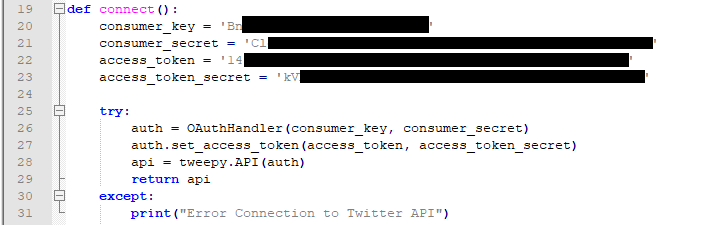 19 def connect():
20 consumer_key = 'Bn'
21 consumer_secret = 'Cl'
22 access_token = '14'
23 access_token_secret = 'kV'
24
25 try:
26 auth = OAuthHandler(consumer_key, consumer_secret)
27 auth.set_access_token(access_token, access_token_secret)
28 api = tweepy.API(auth)
29 return api
30 except:
31 print("Error Connection to Twitter API")